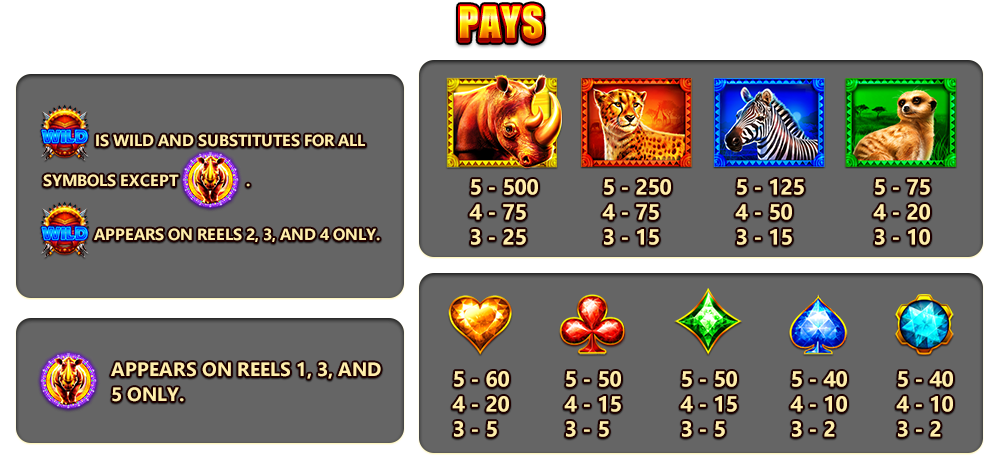 PAYS
WILD IS WILD AND SUBSTITUTES FOR ALL
SYMBOLS EXCEPT .
WILD APPEARS ON REELS 2, 3, AND 4 ONLY.
APPEARS ON REELS 1, 3, AND
5 ONLY.
5 - 500 5 - 250 5 - 125 5 - 75
4 - 75 4 - 75 4 - 50 4 - 20
3 - 25 3 - 15 3 - 15 3 - 10
5 - 60 5 - 50 5 - 50 5 - 40 5 - 40
4 - 20 4 - 15 4 - 15 4 - 10 4 - 10
3 - 5 3 - 5 3 - 5 3 - 2 3 - 2